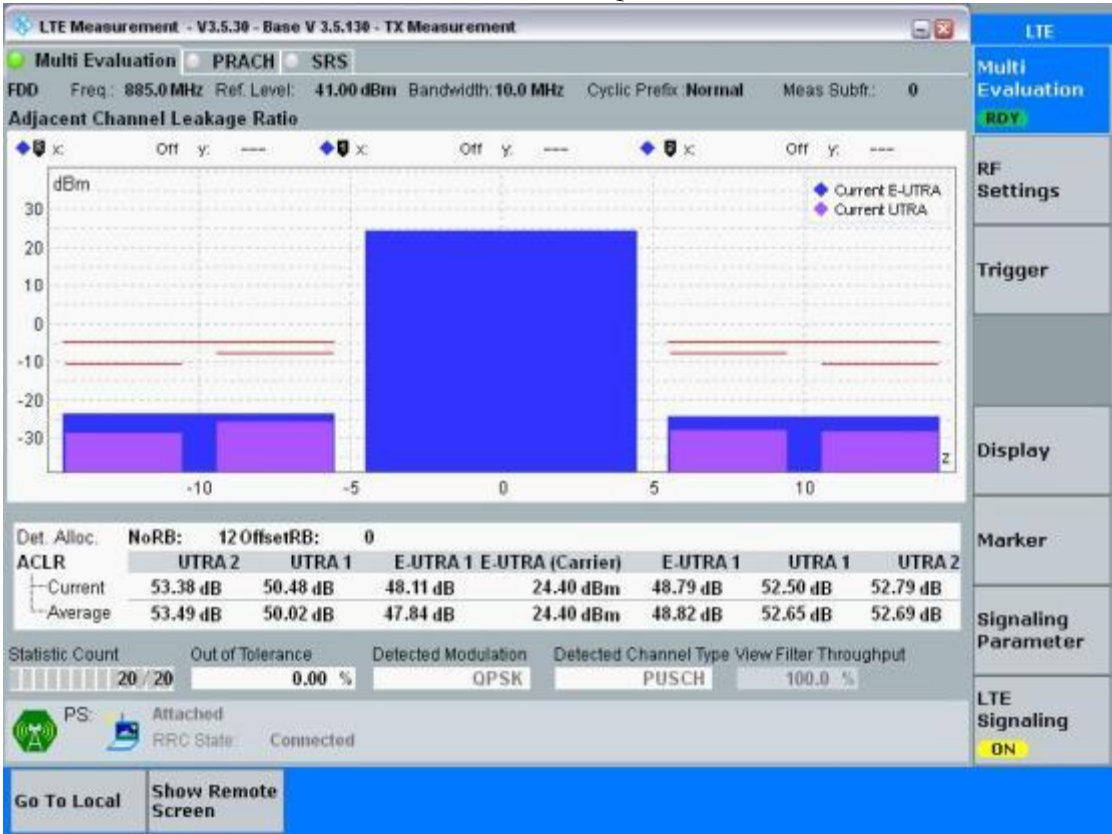 LTE Measurement - V3.5.30 - Base V 3.5.130 - TX Measurement
LTE
Multi Evaluation PRACH SRS
Multi
Evaluation
RDY
FDD Freq.: 885.0 MHz Ref. Level: 41.00 dBm Bandwidth: 10.0 MHz Cyclic Prefix: Normal Meas Subfr.: 0
Adjacent Channel Leakage Ratio
x: Off y: --- x: Off y: --- x: Off y: ---
RF
Settings
dBm
Current E-UTRA
Current UTRA
30
20
10
0
-10
-20
-30
z
-10 -5 0 5 10
Trigger
Display
Marker
Signaling
Parameter
LTE
Signaling
ON
Det. Alloc. NoRB: 12 OffsetRB: 0
ACLR UTRA 2 UTRA 1 E-UTRA 1 E-UTRA (Carrier) E-UTRA 1 UTRA 1 UTRA 2
Current 53.38 dB 50.48 dB 48.11 dB 24.40 dBm 48.79 dB 52.50 dB 52.79 dB
Average 53.49 dB 50.02 dB 47.84 dB 24.40 dBm 48.82 dB 52.65 dB 52.69 dB
Statistic Count Out of Tolerance Detected Modulation Detected Channel Type View Filter Throughput
20 / 20 0.00 % QPSK PUSCH 100.0 %
PS: Attached
RRC State: Connected
Go To Local
Show Remote
Screen